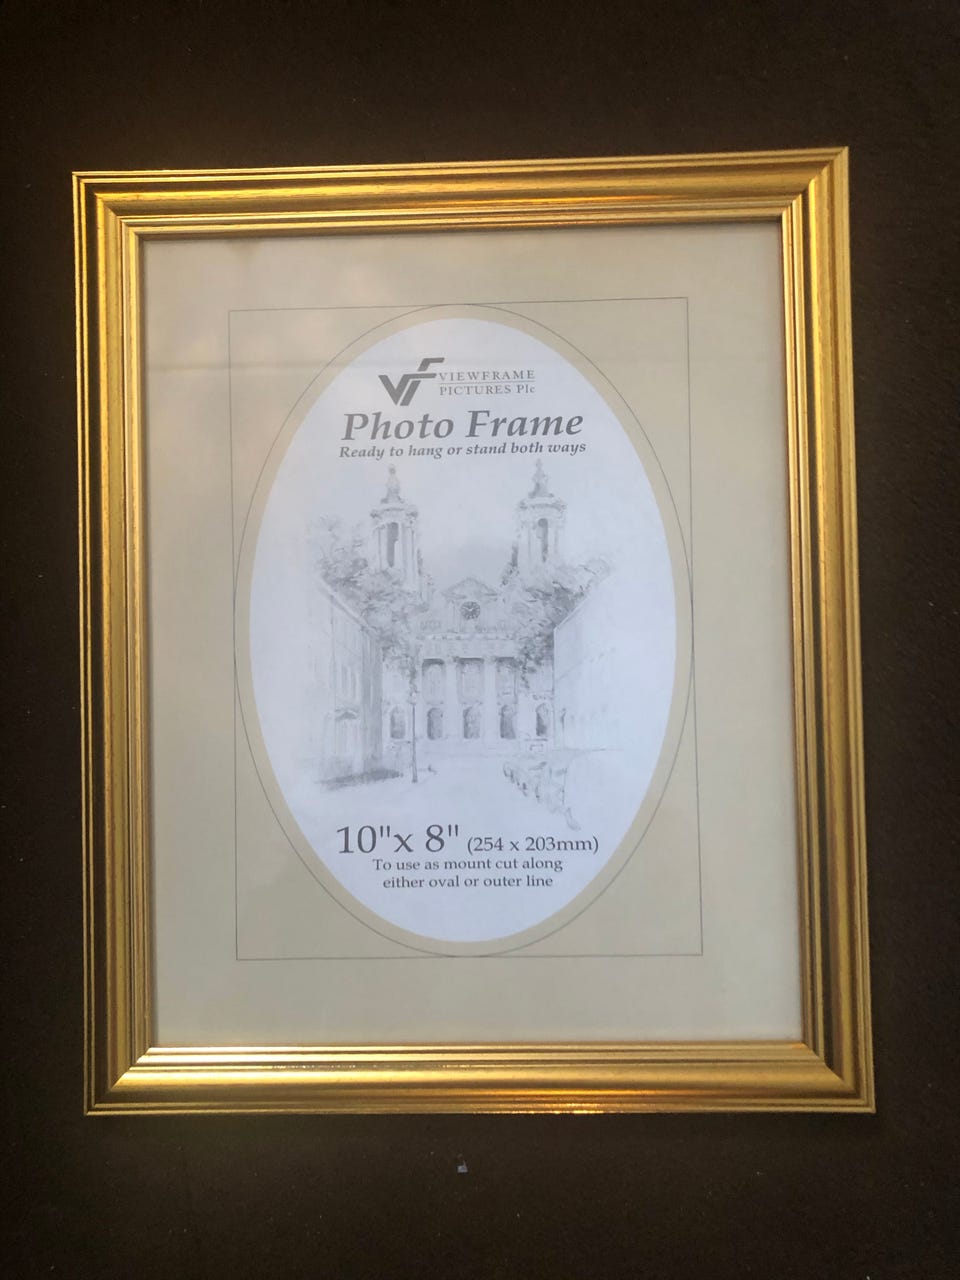 VF VIEWFRAME
PICTURES Plc
Photo Frame
Ready to hang or stand both ways
10"x 8" (254 x 203mm)
To use as mount cut along
either oval or outer line